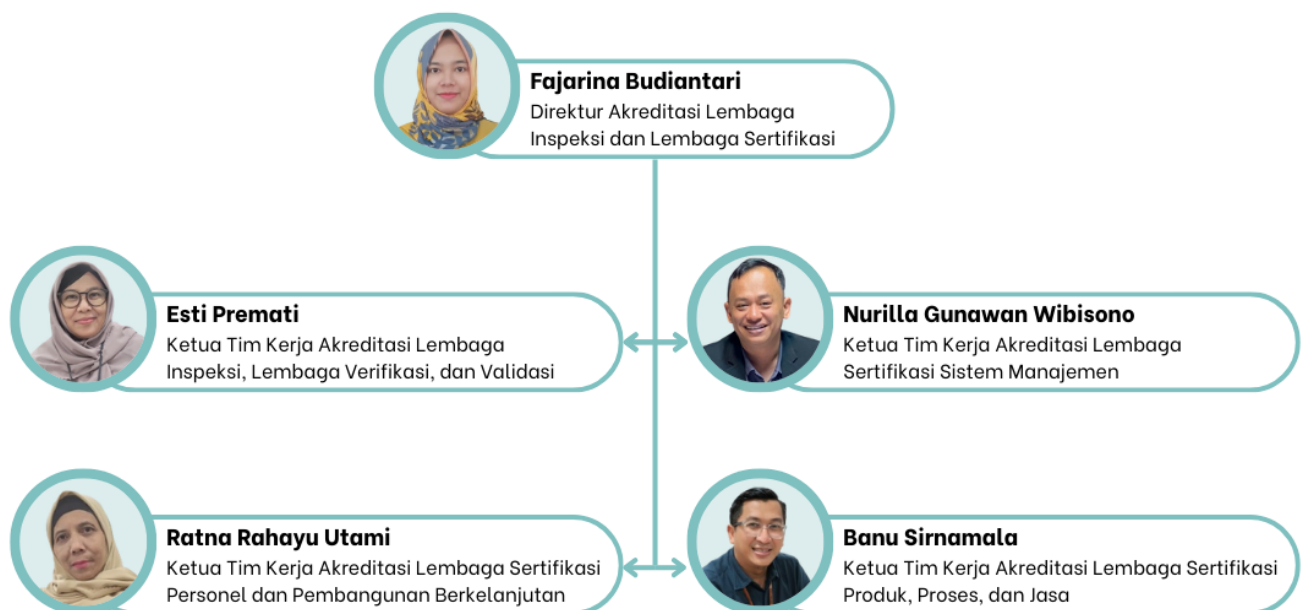 Fajarina Budiantari
Direktur Akreditasi Lembaga
Inspeksi dan Lembaga Sertifikasi
Esti Premati
Ketua Tim Kerja Akreditasi Lembaga
Inspeksi, Lembaga Verifikasi, dan Validasi
Nurilla Gunawan Wibisono
Ketua Tim Kerja Akreditasi Lembaga
Sertifikasi Sistem Manajemen
Ratna Rahayu Utami
Ketua Tim Kerja Akreditasi Lembaga Sertifikasi
Personel dan Pembangunan Berkelanjutan
Banu Sirnamala
Ketua Tim Kerja Akreditasi Lembaga Sertifikasi
Produk, Proses, dan Jasa